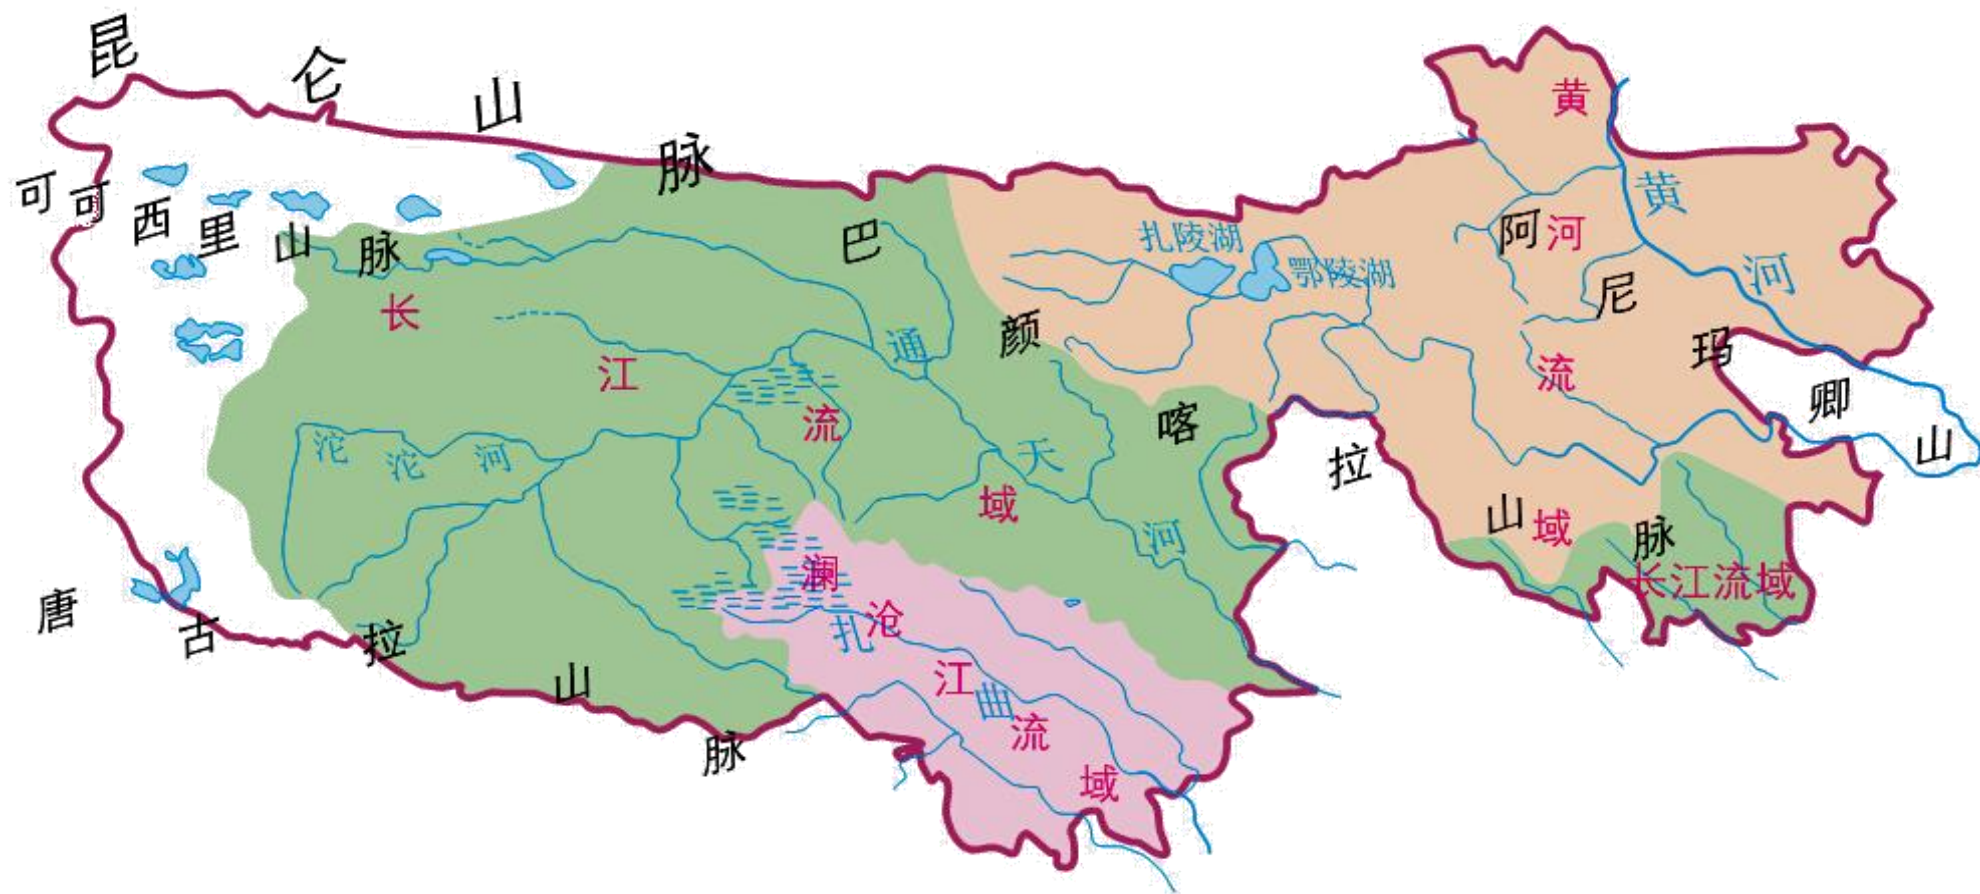 昆仑山脉
可可西里山脉
巴颜喀拉山脉
阿尼玛卿山
唐古拉山脉
长江流域
黄河流域
澜沧江流域
长江流域
黄河
扎陵湖
鄂陵湖
通天河
沱沱河
扎曲